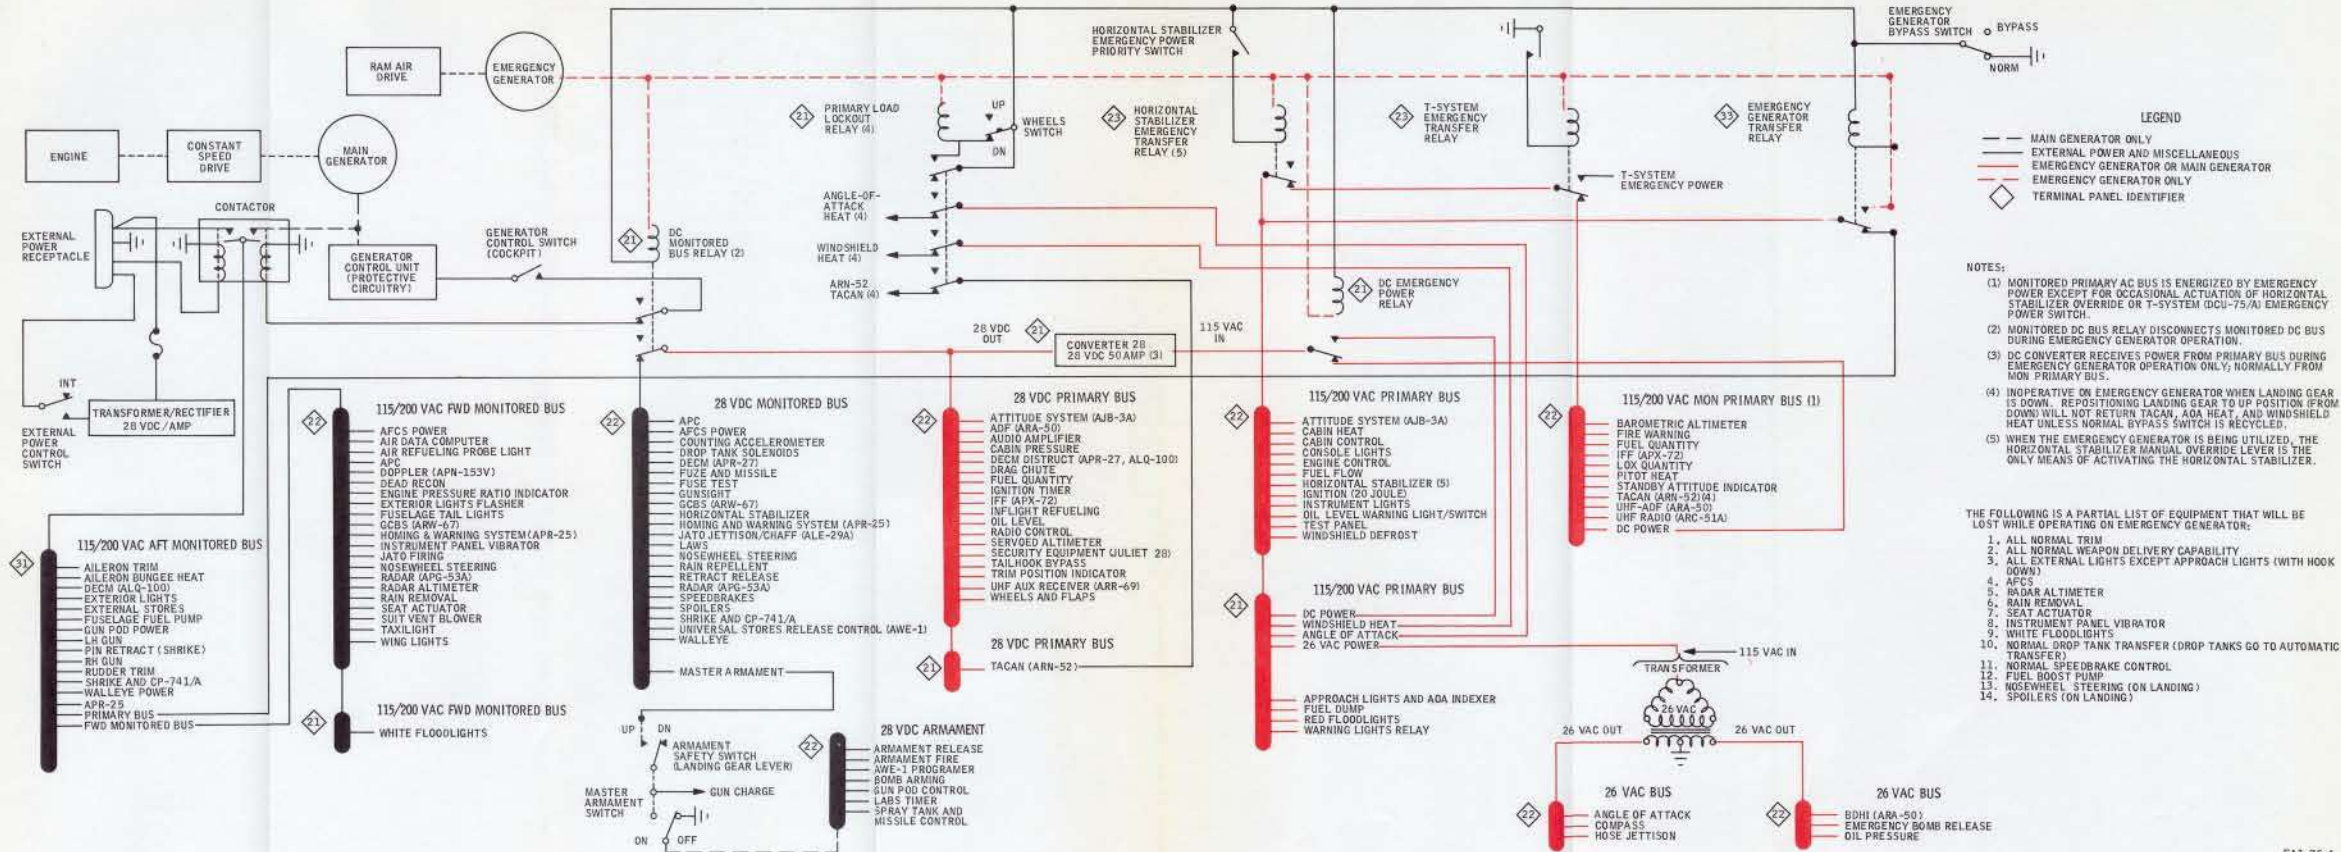 RAM AIR
DRIVE
EMERGENCY
GENERATOR
ENGINE
CONSTANT
SPEED
DRIVE
MAIN
GENERATOR
CONTACTOR
EXTERNAL
POWER
RECEPTACLE
GENERATOR
CONTROL UNIT
(PROTECTIVE
CIRCUITRY)
GENERATOR
CONTROL SWITCH
(COCKPIT)
INT
EXTERNAL
POWER
CONTROL
SWITCH
TRANSFORMER/RECTIFIER
28 VDC/AMP
21
DC
MONITORED
BUS RELAY (2)
21
PRIMARY LOAD
LOCKOUT
RELAY (4)
UP
WHEELS
SWITCH
DN
ANGLE-OF-
ATTACK
HEAT (4)
WINDSHIELD
HEAT (4)
ARN-52
TACAN (4)
HORIZONTAL STABILIZER
EMERGENCY POWER
PRIORITY SWITCH
23
HORIZONTAL
STABILIZER
EMERGENCY
TRANSFER
RELAY (5)
23
T-SYSTEM
EMERGENCY
TRANSFER
RELAY
T-SYSTEM
EMERGENCY POWER
33
EMERGENCY
GENERATOR
TRANSFER
RELAY
EMERGENCY
GENERATOR
BYPASS SWITCH
BYPASS
NORM
21
DC EMERGENCY
POWER
RELAY
28 VDC
OUT
21
CONVERTER 28
28 VDC 50 AMP (3)
115 VAC
IN
LEGEND
MAIN GENERATOR ONLY
EXTERNAL POWER AND MISCELLANEOUS
EMERGENCY GENERATOR OR MAIN GENERATOR
EMERGENCY GENERATOR ONLY
TERMINAL PANEL IDENTIFIER
NOTES:
(1) MONITORED PRIMARY AC BUS IS ENERGIZED BY EMERGENCY
POWER EXCEPT FOR OCCASIONAL ACTUATION OF HORIZONTAL
STABILIZER OVERRIDE OR T-SYSTEM (DCU-75/A) EMERGENCY
POWER SWITCH.
(2) MONITORED DC BUS RELAY DISCONNECTS MONITORED DC BUS
DURING EMERGENCY GENERATOR OPERATION.
(3) DC CONVERTER RECEIVES POWER FROM PRIMARY BUS DURING
EMERGENCY GENERATOR OPERATION ONLY; NORMALLY FROM
MON PRIMARY BUS.
(4) INOPERATIVE ON EMERGENCY GENERATOR WHEN LANDING GEAR
IS DOWN. REPOSITIONING LANDING GEAR TO UP POSITION (FROM
DOWN) WILL NOT RETURN TACAN, AOA HEAT, AND WINDSHIELD
HEAT UNLESS NORMAL BYPASS SWITCH IS RECYCLED.
(5) WHEN THE EMERGENCY GENERATOR IS BEING UTILIZED, THE
HORIZONTAL STABILIZER MANUAL OVERRIDE LEVER IS THE
ONLY MEANS OF ACTIVATING THE HORIZONTAL STABILIZER.
THE FOLLOWING IS A PARTIAL LIST OF EQUIPMENT THAT WILL BE
LOST WHILE OPERATING ON EMERGENCY GENERATOR:
1. ALL NORMAL TRIM
2. ALL NORMAL WEAPON DELIVERY CAPABILITY
3. ALL EXTERNAL LIGHTS EXCEPT APPROACH LIGHTS (WITH HOOK
DOWN)
4. AFCS
5. RADAR ALTIMETER
6. RAIN REMOVAL
7. SEAT ACTUATOR
8. INSTRUMENT PANEL VIBRATOR
9. WHITE FLOODLIGHTS
10. NORMAL DROP TANK TRANSFER (DROP TANKS GO TO AUTOMATIC
TRANSFER)
11. NORMAL SPEEDBRAKE CONTROL
12. FUEL BOOST PUMP
13. NOSEWHEEL STEERING (ON LANDING)
14. SPOILERS (ON LANDING)
31
115/200 VAC AFT MONITORED BUS
AILERON TRIM
AILERON BUNGEE HEAT
DECM (ALQ-100)
EXTERIOR LIGHTS
EXTERNAL STORES
FUSELAGE FUEL PUMP
GUN POD POWER
LH GUN
PIN RETRACT (SHRIKE)
RH GUN
RUDDER TRIM
SHRIKE AND CP-741/A
WALLEYE POWER
APR-25
PRIMARY BUS
FWD MONITORED BUS
22
115/200 VAC FWD MONITORED BUS
AFCS POWER
AIR DATA COMPUTER
AIR REFUELING PROBE LIGHT
APC
DOPPLER (APN-153V)
DEAD RECON
ENGINE PRESSURE RATIO INDICATOR
EXTERIOR LIGHTS FLASHER
FUSELAGE TAIL LIGHTS
GCBS (ARW-67)
HOMING & WARNING SYSTEM (APR-25)
INSTRUMENT PANEL VIBRATOR
JATO FIRING
NOSEWHEEL STEERING
RADAR (APG-53A)
RADAR ALTIMETER
RAIN REMOVAL
SEAT ACTUATOR
SUIT VENT BLOWER
TAXILIGHT
WING LIGHTS
21
115/200 VAC FWD MONITORED BUS
WHITE FLOODLIGHTS
22
28 VDC MONITORED BUS
APC
AFCS POWER
COUNTING ACCELEROMETER
DROP TANK SOLENOIDS
DECM (APR-27)
FUZE AND MISSILE
FUSE TEST
GUNSIGHT
GCBS (ARW-67)
HORIZONTAL STABILIZER
HOMING AND WARNING SYSTEM (APR-25)
JATO JETTISON/CHAFF (ALE-29A)
LAWS
NOSEWHEEL STEERING
RAIN REPELLENT
RETRACT RELEASE
RADAR (APG-53A)
SPEEDBRAKES
SPOILERS
SHRIKE AND CP-741/A
UNIVERSAL STORES RELEASE CONTROL (AWE-1)
WALLEYE
MASTER ARMAMENT
UP
DN
ARMAMENT
SAFETY SWITCH
(LANDING GEAR LEVER)
MASTER
ARMAMENT
SWITCH
GUN CHARGE
ON
OFF
22
28 VDC ARMAMENT
ARMAMENT RELEASE
ARMAMENT FIRE
AWE-1 PROGRAMER
BOMB ARMING
GUN POD CONTROL
LABS TIMER
SPRAY TANK AND
MISSILE CONTROL
22
28 VDC PRIMARY BUS
ATTITUDE SYSTEM (AJB-3A)
ADF (ARA-50)
AUDIO AMPLIFIER
CABIN PRESSURE
DECM DISTRUCT (APR-27, ALQ-100)
DRAG CHUTE
FUEL QUANTITY
IGNITION TIMER
IFF (APX-72)
INFLIGHT REFUELING
OIL LEVEL
RADIO CONTROL
SERVOED ALTIMETER
SECURITY EQUIPMENT (JULIET 28)
TAILHOOK BYPASS
TRIM POSITION INDICATOR
UHF AUX RECEIVER (ARR-69)
WHEELS AND FLAPS
28 VDC PRIMARY BUS
21
TACAN (ARN-52)
22
115/200 VAC PRIMARY BUS
ATTITUDE SYSTEM (AJB-3A)
CABIN HEAT
CABIN CONTROL
CONSOLE LIGHTS
ENGINE CONTROL
FUEL FLOW
HORIZONTAL STABILIZER (5)
IGNITION (20 JOULE)
INSTRUMENT LIGHTS
OIL LEVEL WARNING LIGHT/SWITCH
TEST PANEL
WINDSHIELD DEFROST
21
115/200 VAC PRIMARY BUS
DC POWER
WINDSHIELD HEAT
ANGLE OF ATTACK
26 VAC POWER
APPROACH LIGHTS AND AOA INDEXER
FUEL DUMP
RED FLOODLIGHTS
WARNING LIGHTS RELAY
22
115/200 VAC MON PRIMARY BUS (1)
BAROMETRIC ALTIMETER
FIRE WARNING
FUEL QUANTITY
IFF (APX-72)
LOX QUANTITY
PITOT HEAT
STANDBY ATTITUDE INDICATOR
TACAN (ARN-52)(4)
UHF-ADF (ARA-50)
UHF RADIO (ARC-51A)
DC POWER
115 VAC IN
TRANSFORMER
26 VAC
26 VAC OUT
26 VAC OUT
26 VAC BUS
22
ANGLE OF ATTACK
COMPASS
HOSE JETTISON
26 VAC BUS
22
BDHI (ARA-50)
EMERGENCY BOMB RELEASE
OIL PRESSURE